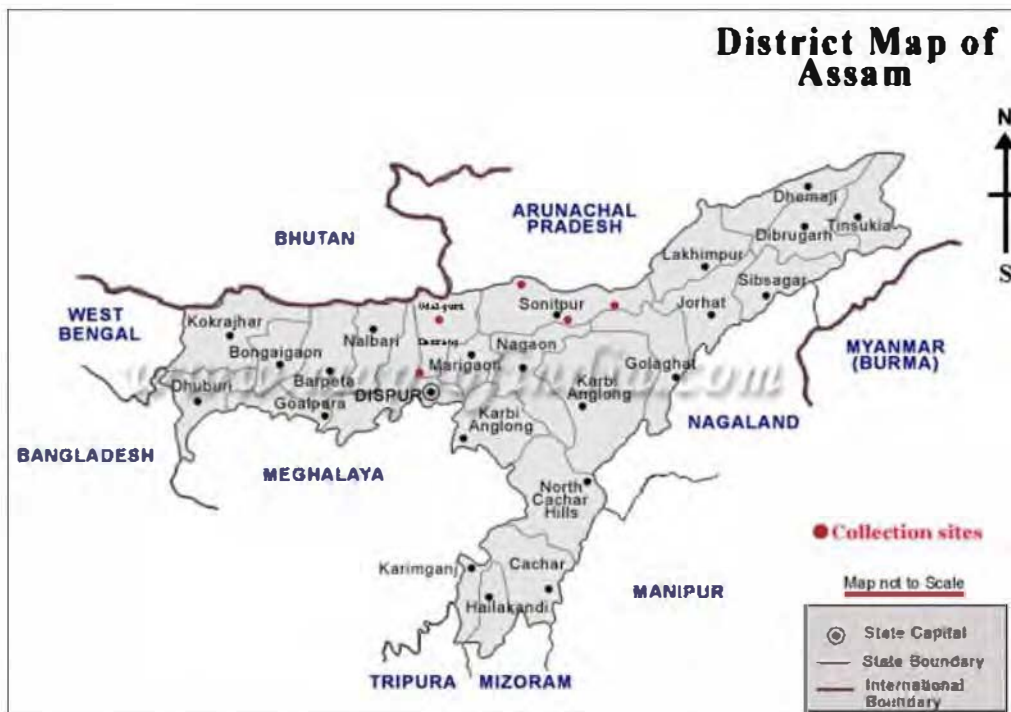 District Map of
Assam
N
S
ARUNACHAL
PRADESH
BHUTAN
WEST
BENGAL
BANGLADESH
MEGHALAYA
MYANMAR
(BURMA)
NAGALAND
MANIPUR
TRIPURA
MIZORAM
Dhemaji
Dibrugarh
Tinsukia
Lakhimpur
Sibsagar
Jorhat
Sonitpur
Kokrajhar
Nalbari
Bongaigaon
Barpeta
Dhuburi
Goalpara
DISPUR
Marigaon
Nagaon
Golaghat
Karbi
Anglong
Karbi
Anglong
North
Cachar
Hills
Karimganj
Cachar
Hailakandi
Collection sites
Map not to Scale
State Capital
State Boundary
International
Boundary